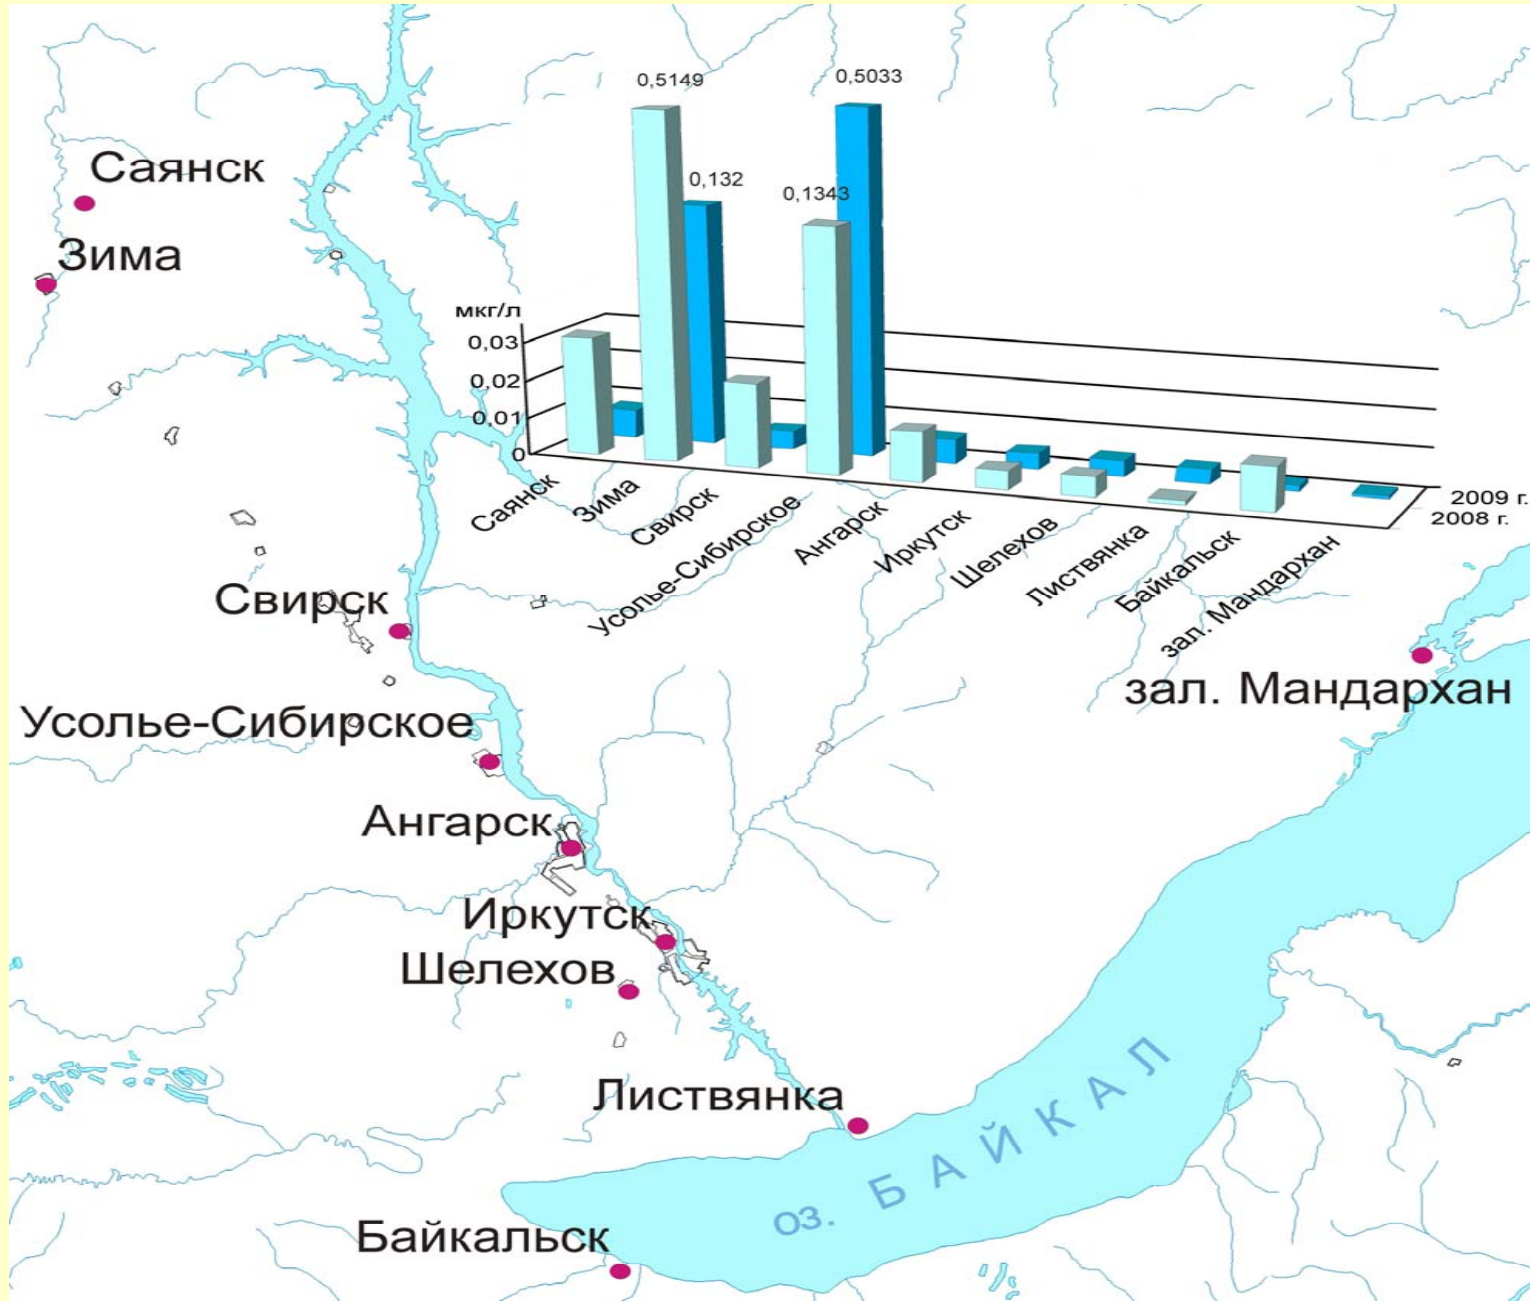 0,5149
0,5033
Саянск
0,132
0,1343
Зима
мкг/л
0,03
0,02
0,01
0
2009 г.
2008 г.
Саянск
Зима
Свирск
Усолье-Сибирское
Ангарск
Иркутск
Шелехов
Листвянка
Байкальск
зал. Мандархан
Свирск
зал. Мандархан
Усолье-Сибирское
Ангарск
Иркутск
Шелехов
Листвянка
оз. БАЙКАЛ
Байкальск